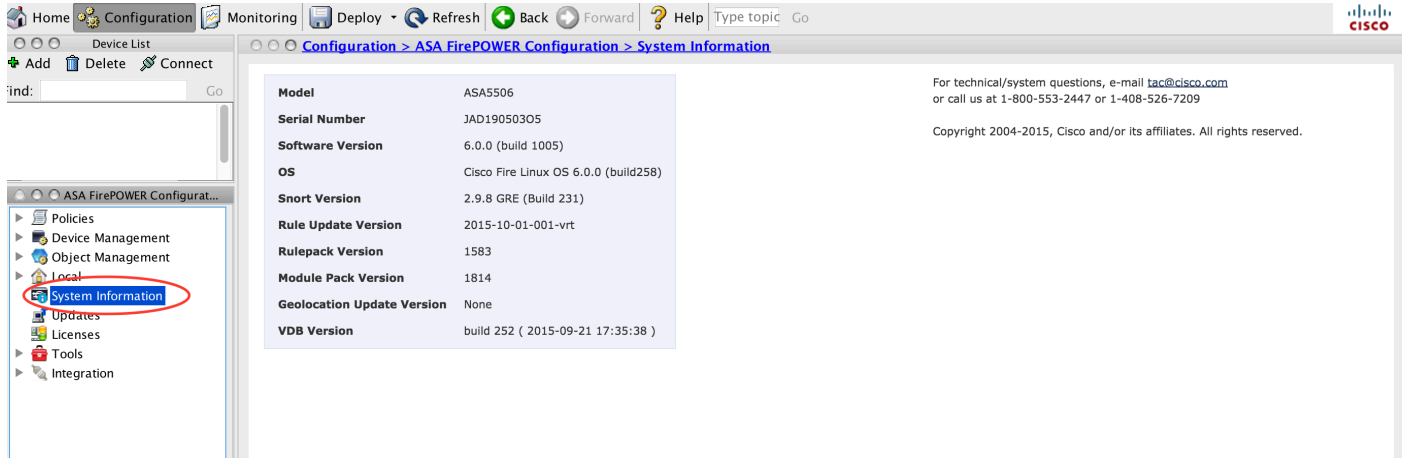 Home Configuration Monitoring Deploy Refresh Back Forward Help Type topic Go
CISCO
Device List
Add Delete Connect
Find: Go
ASA FirePOWER Configurat...
Policies
Device Management
Object Management
Local
System Information
Updates
Licenses
Tools
Integration
Configuration > ASA FirePOWER Configuration > System Information
Model ASA5506
Serial Number JAD190503O5
Software Version 6.0.0 (build 1005)
OS Cisco Fire Linux OS 6.0.0 (build258)
Snort Version 2.9.8 GRE (Build 231)
Rule Update Version 2015-10-01-001-vrt
Rulepack Version 1583
Module Pack Version 1814
Geolocation Update Version None
VDB Version build 252 ( 2015-09-21 17:35:38 )
For technical/system questions, e-mail tac@cisco.com
or call us at 1-800-553-2447 or 1-408-526-7209
Copyright 2004-2015, Cisco and/or its affiliates. All rights reserved.